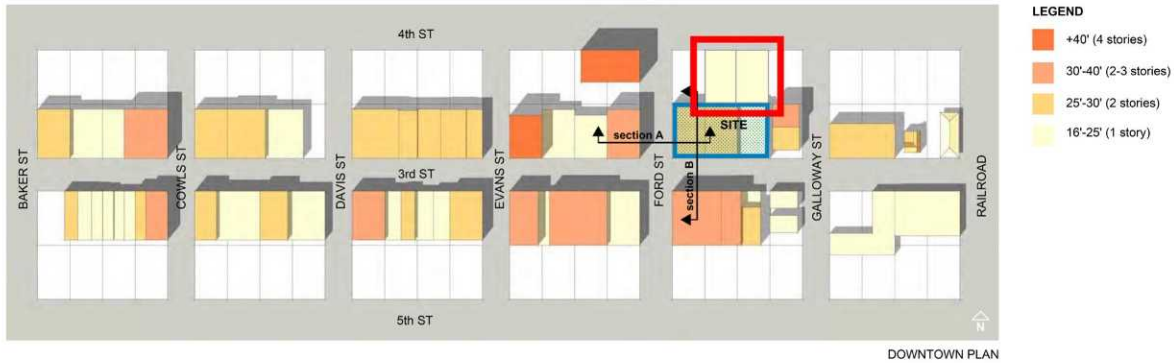 4th ST
LEGEND
+40' (4 stories)
30'-40' (2-3 stories)
25'-30' (2 stories)
16'-25' (1 story)
SITE
section A
section B
BAKER ST
COWLS ST
DAVIS ST
EVANS ST
FORD ST
GALLOWAY ST
RAILROAD
3rd ST
5th ST
N
DOWNTOWN PLAN